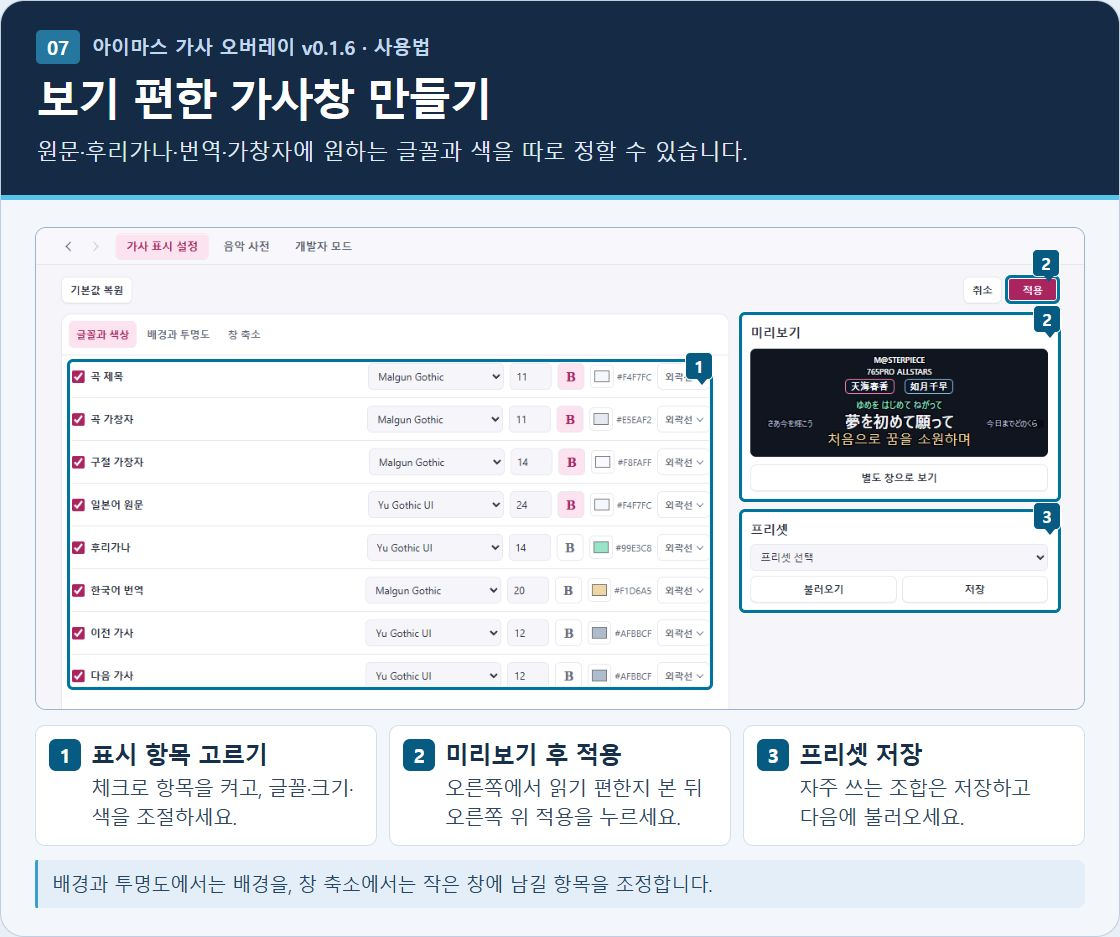 07 아이마스 가사 오버레이 v0.1.6 · 사용법
보기 편한 가사창 만들기
원문·후리가나·번역·가창자에 원하는 글꼴과 색을 따로 정할 수 있습니다.
가사 표시 설정 음악 사전 개발자 모드
기본값 복원
취소 적용 2
글꼴과 색상 배경과 투명도 창 축소
1
곡 제목 Malgun Gothic 11 B #F4F7FC
곡 가창자 Malgun Gothic 11 B #E5EAF2 외곽선
구절 가창자 Malgun Gothic 14 B #F8FAFF 외곽선
일본어 원문 Yu Gothic UI 24 B #F4F7FC 외곽선
후리가나 Yu Gothic UI 14 B #99E3C8 외곽선
한국어 번역 Malgun Gothic 20 B #F1D6A5 외곽선
이전 가사 Yu Gothic UI 12 B #AFBBCF 외곽선
다음 가사 Yu Gothic UI 12 B #AFBBCF 외곽선
미리보기 2
M@STERPIECE
765PRO ALLSTARS
天海春香 如月千早
ゆめを はじめて ねがって
さあ今を輝こう 夢を初めて願って 今日までどのくら
처음으로 꿈을 소원하며
별도 창으로 보기
프리셋 3
프리셋 선택
불러오기 저장
1 표시 항목 고르기
체크로 항목을 켜고, 글꼴·크기·
색을 조절하세요.
2 미리보기 후 적용
오른쪽에서 읽기 편한지 본 뒤
오른쪽 위 적용을 누르세요.
3 프리셋 저장
자주 쓰는 조합은 저장하고
다음에 불러오세요.
배경과 투명도에서는 배경을, 창 축소에서는 작은 창에 남길 항목을 조정합니다.